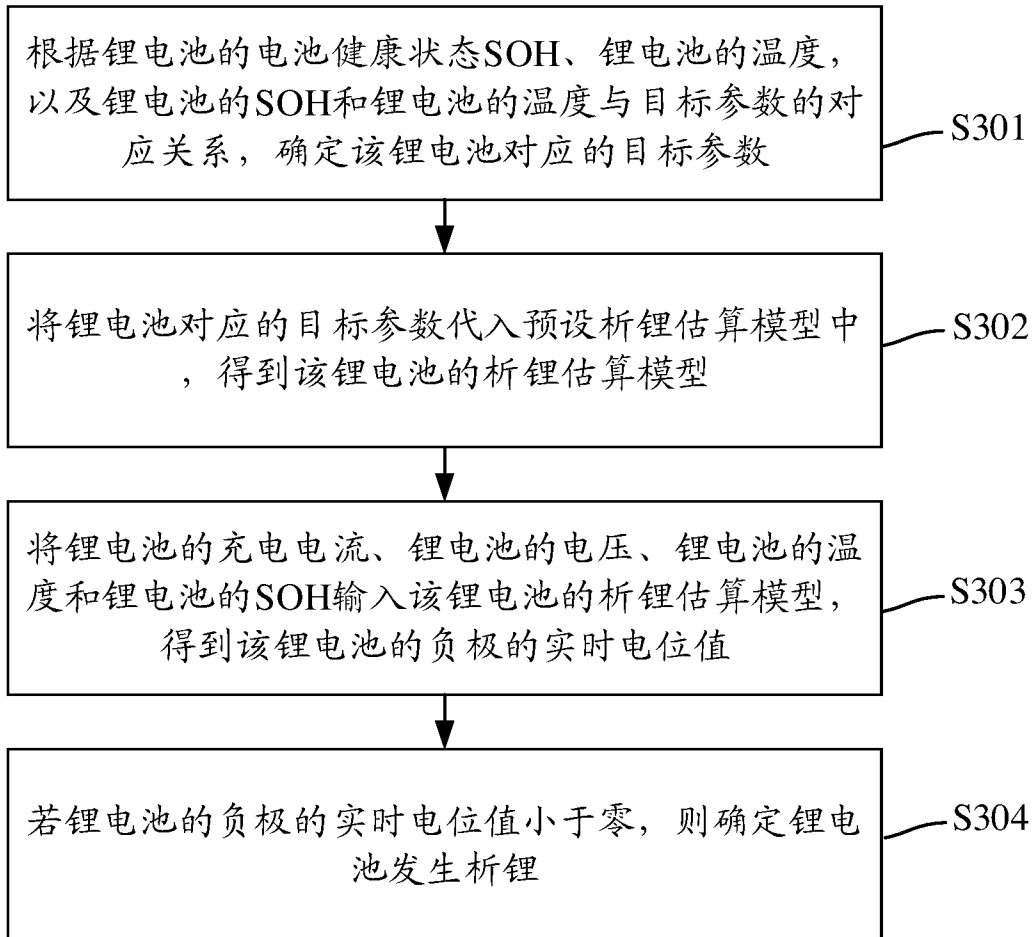 根据锂电池的电池健康状态SOH、锂电池的温度，
以及锂电池的SOH和锂电池的温度与目标参数的对
应关系，确定该锂电池对应的目标参数
S301
将锂电池对应的目标参数代入预设析锂估算模型中
，得到该锂电池的析锂估算模型
S302
将锂电池的充电电流、锂电池的电压、锂电池的温
度和锂电池的SOH输入该锂电池的析锂估算模型，
得到该锂电池的负极的实时电位值
S303
若锂电池的负极的实时电位值小于零，则确定锂电
池发生析锂
S304